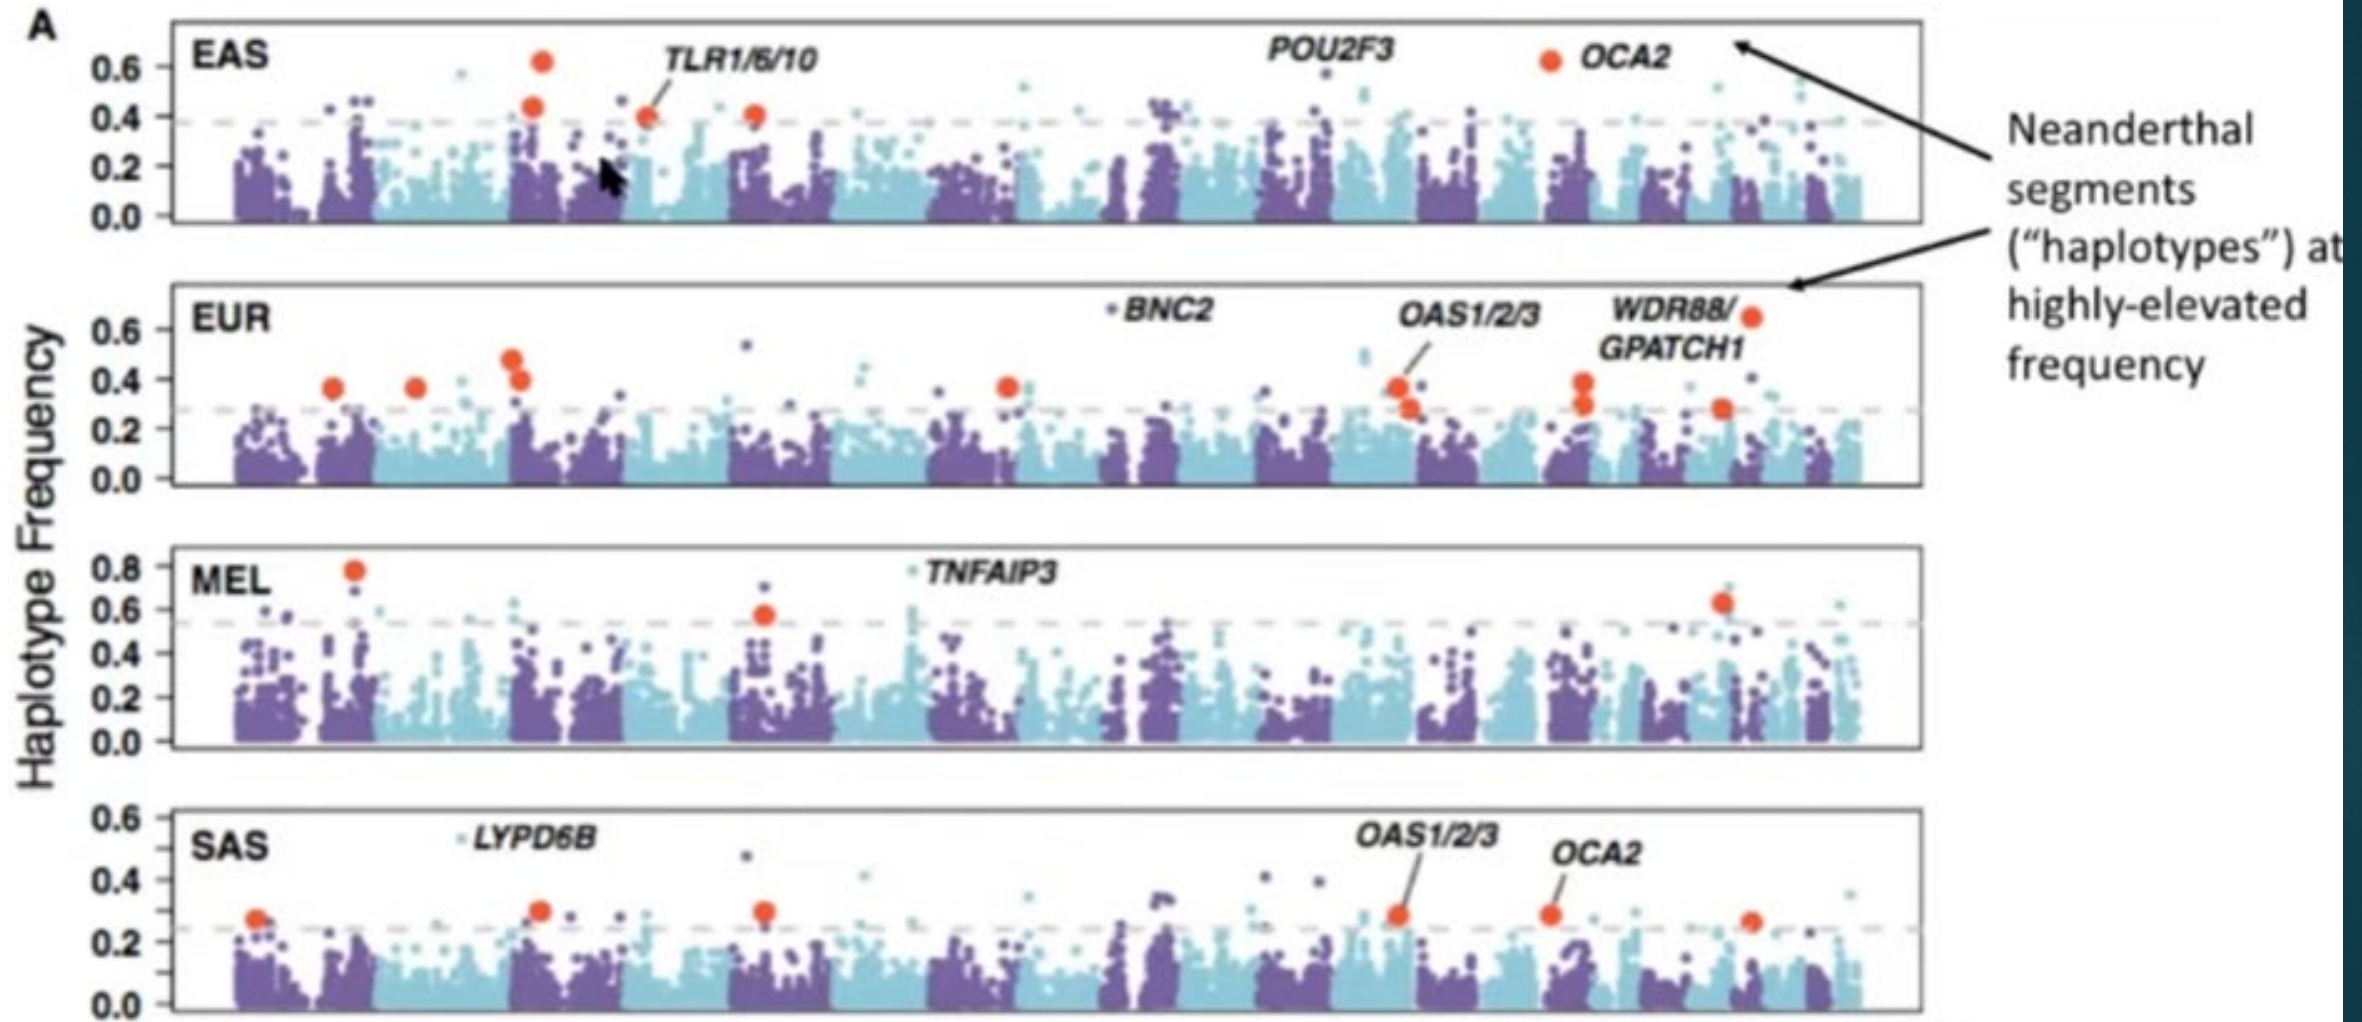 A
EAS
TLR1/6/10
POU2F3
OCA2
0.6
0.4
0.2
0.0
Neanderthal
segments
("haplotypes") at
highly-elevated
frequency
Haplotype Frequency
EUR
BNC2
OAS1/2/3
WDR88/
GPATCH1
0.6
0.4
0.2
0.0
MEL
TNFAIP3
0.8
0.6
0.4
0.2
0.0
SAS
LYPD6B
OAS1/2/3
OCA2
0.6
0.4
0.2
0.0